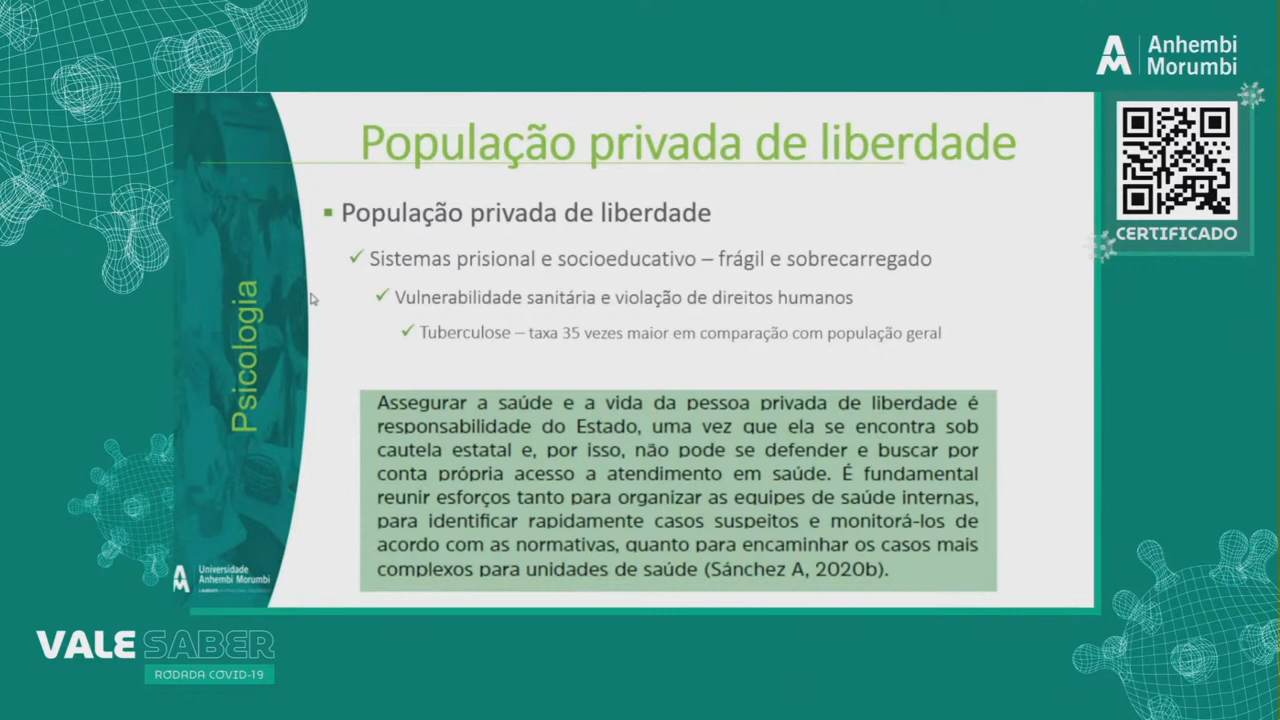 Anhembi
Morumbi
População privada de liberdade
▪ População privada de liberdade
✓ Sistemas prisional e socioeducativo – frágil e sobrecarregado
✓ Vulnerabilidade sanitária e violação de direitos humanos
✓ Tuberculose – taxa 35 vezes maior em comparação com população geral
CERTIFICADO
Psicologia
Assegurar a saúde e a vida da pessoa privada de liberdade é
responsabilidade do Estado, uma vez que ela se encontra sob
cautela estatal e, por isso, não pode se defender e buscar por
conta própria acesso a atendimento em saúde. É fundamental
reunir esforços tanto para organizar as equipes de saúde internas,
para identificar rapidamente casos suspeitos e monitorá-los de
acordo com as normativas, quanto para encaminhar os casos mais
complexos para unidades de saúde (Sánchez A, 2020b).
Universidade
Anhembi Morumbi
VALE SABER
RODADA COVID-19